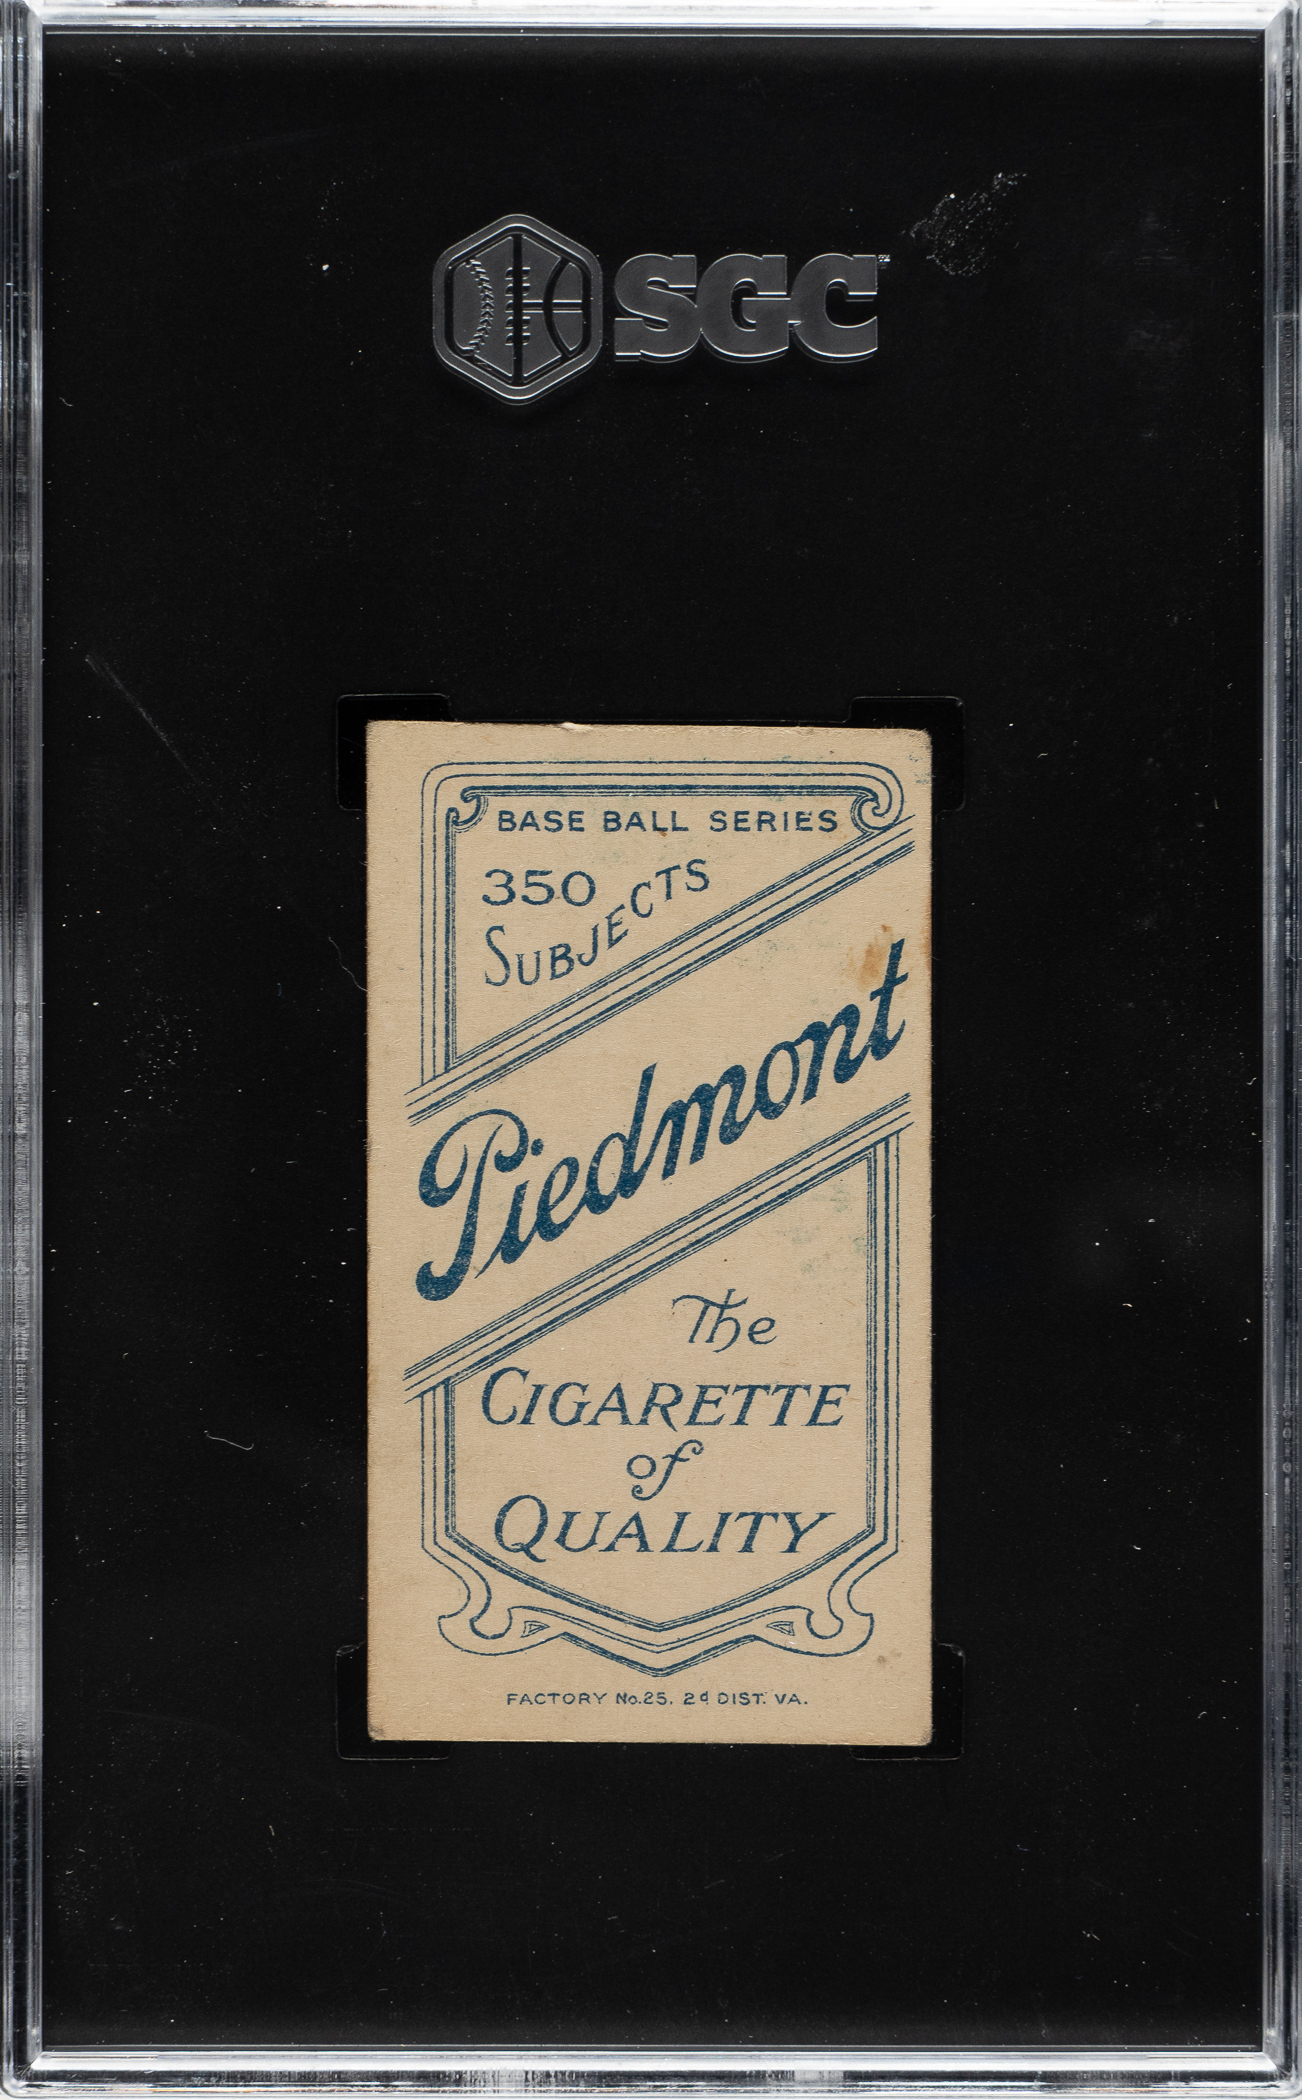 SGC
BASE BALL SERIES
350
SUBJECTS
Piedmont
The
CIGARETTE
of
QUALITY
FACTORY No.25. 2d DIST. VA.